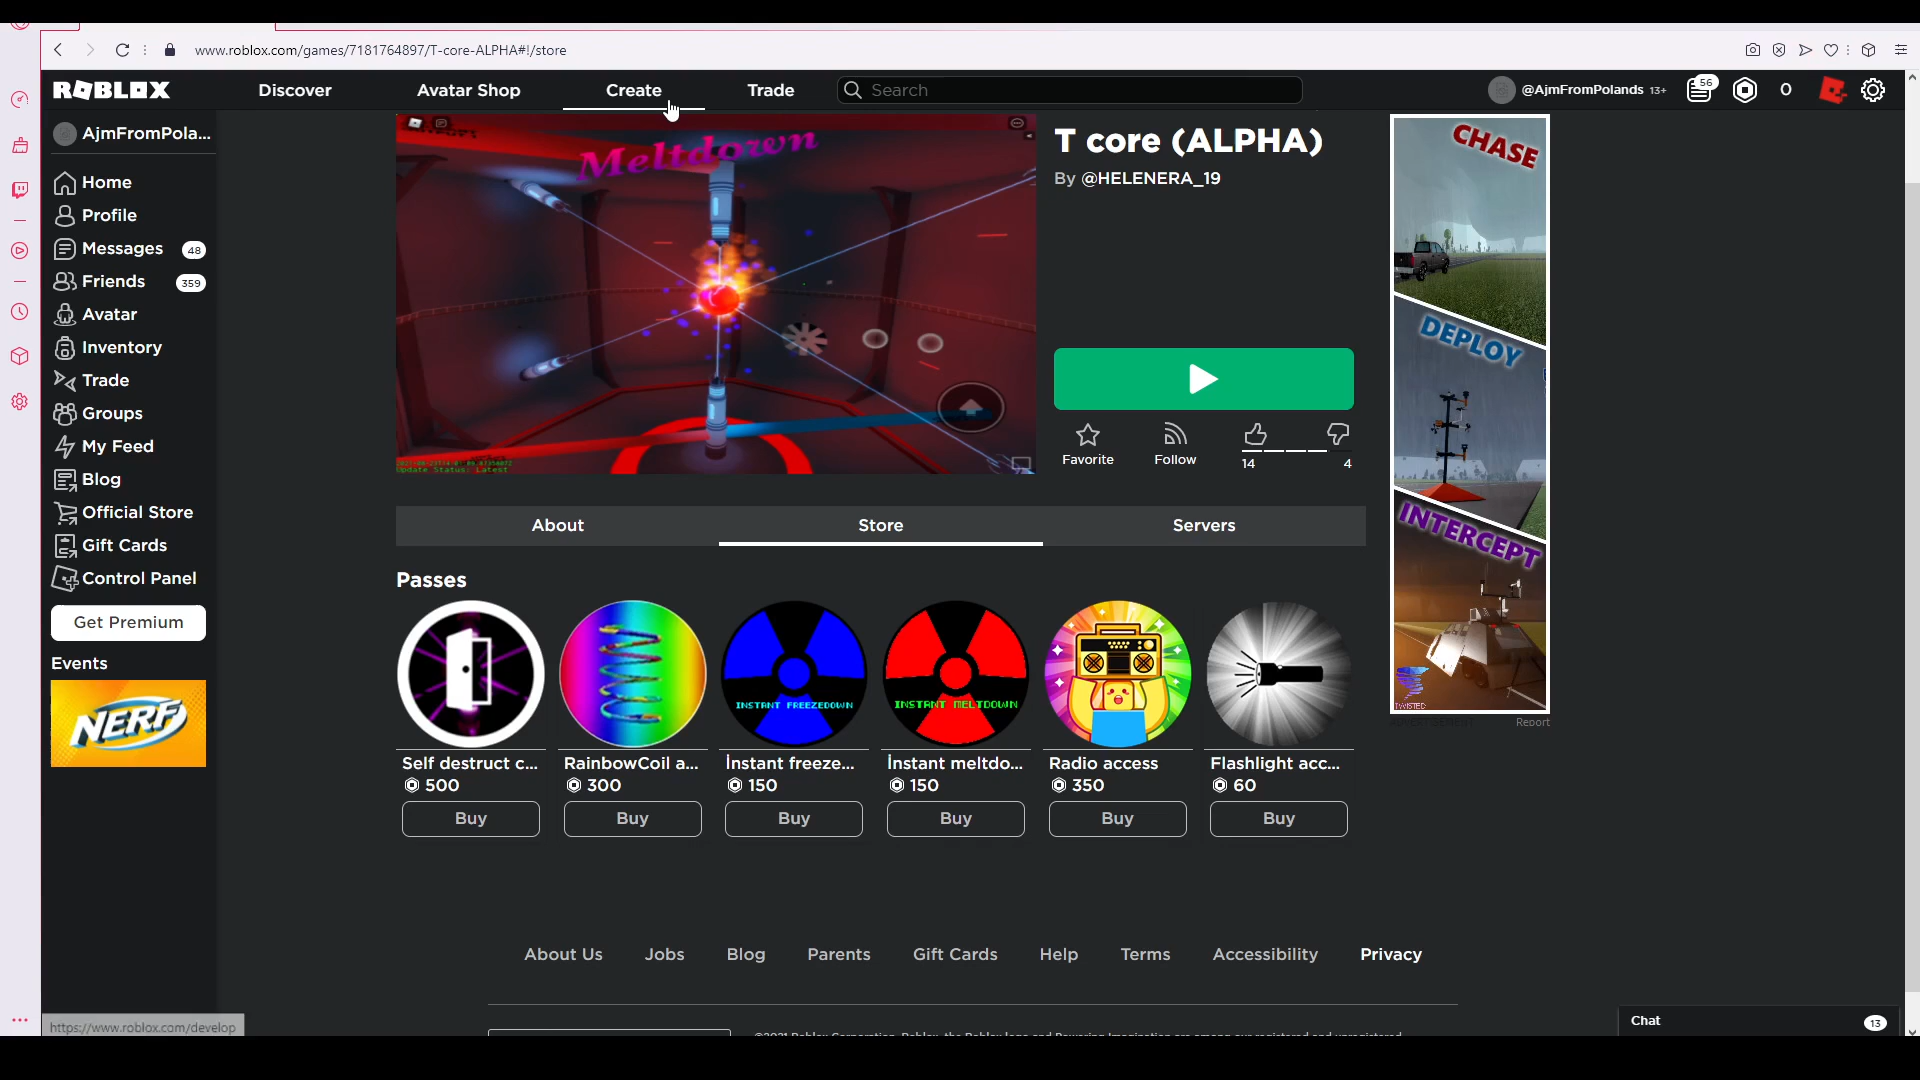 www.roblox.com/games/7181764897/T-core-ALPHA#!/store
ROBLOX
Discover
Avatar Shop
Create
Trade
Search
@AjmFromPolands 13+
56
0
AjmFromPola...
Home
Profile
Messages 48
Friends 359
Avatar
Inventory
Trade
Groups
My Feed
Blog
Official Store
Gift Cards
Control Panel
Get Premium
Events
NERF
Meltdown
Update Status: Latest
T core (ALPHA)
By @HELENERA_19
Favorite
Follow
14
4
CHASE
DEPLOY
INTERCEPT
TWISTED
ADVERTISEMENT
Report
About
Store
Servers
Passes
INSTANT FREEZEDOWN
INSTANT MELTDOWN
Self destruct c...
RainbowCoil a...
İnstant freeze...
İnstant meltdo...
Radio access
Flashlight acc...
500
300
150
150
350
60
Buy
Buy
Buy
Buy
Buy
Buy
About Us
Jobs
Blog
Parents
Gift Cards
Help
Terms
Accessibility
Privacy
https://www.roblox.com/develop
Chat
13